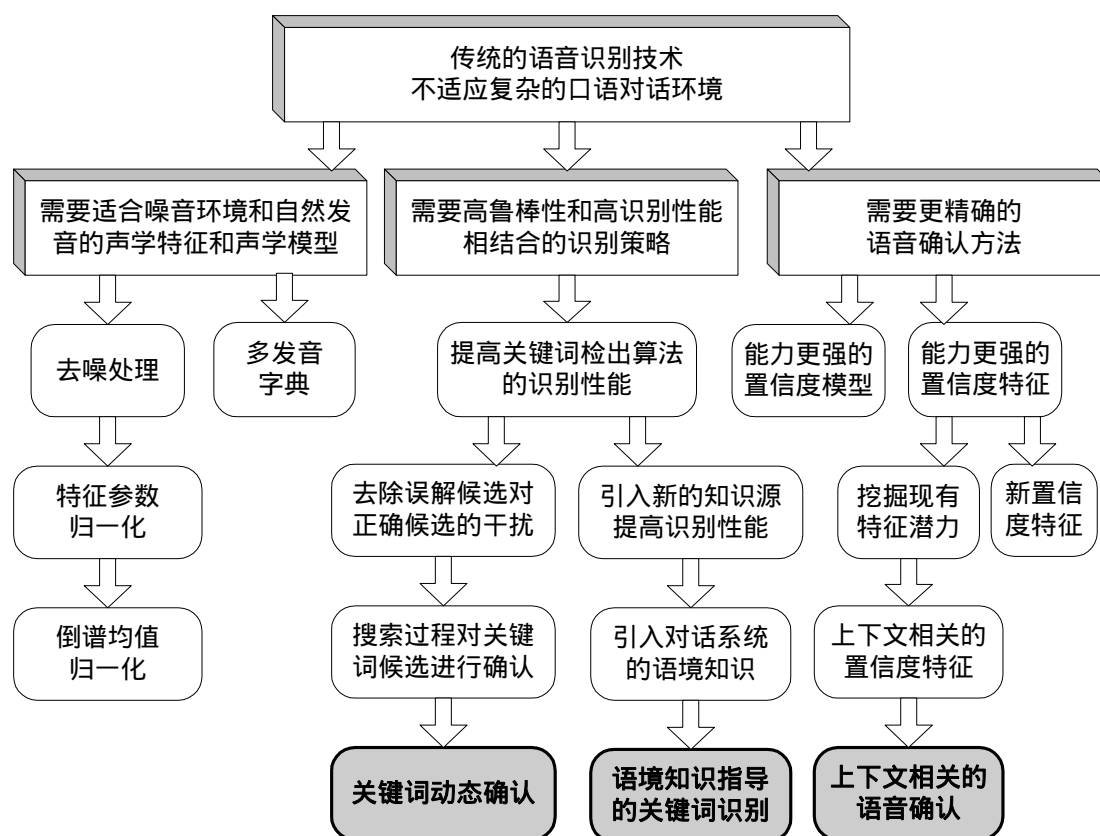 传统的语音识别技术
不适应复杂的口语对话环境
需要适合噪音环境和自然发
音的声学特征和声学模型
需要高鲁棒性和高识别性能
相结合的识别策略
需要更精确的
语音确认方法
去噪处理
多发音
字典
提高关键词检出算法
的识别性能
能力更强的
置信度模型
能力更强的
置信度特征
特征参数
归一化
去除误解候选对
正确候选的干扰
引入新的知识源
提高识别性能
挖掘现有
特征潜力
新置信
度特征
倒谱均值
归一化
搜索过程对关键
词候选进行确认
引入对话系统
的语境知识
上下文相关的
置信度特征
关键词动态确认
语境知识指导
的关键词识别
上下文相关的
语音确认